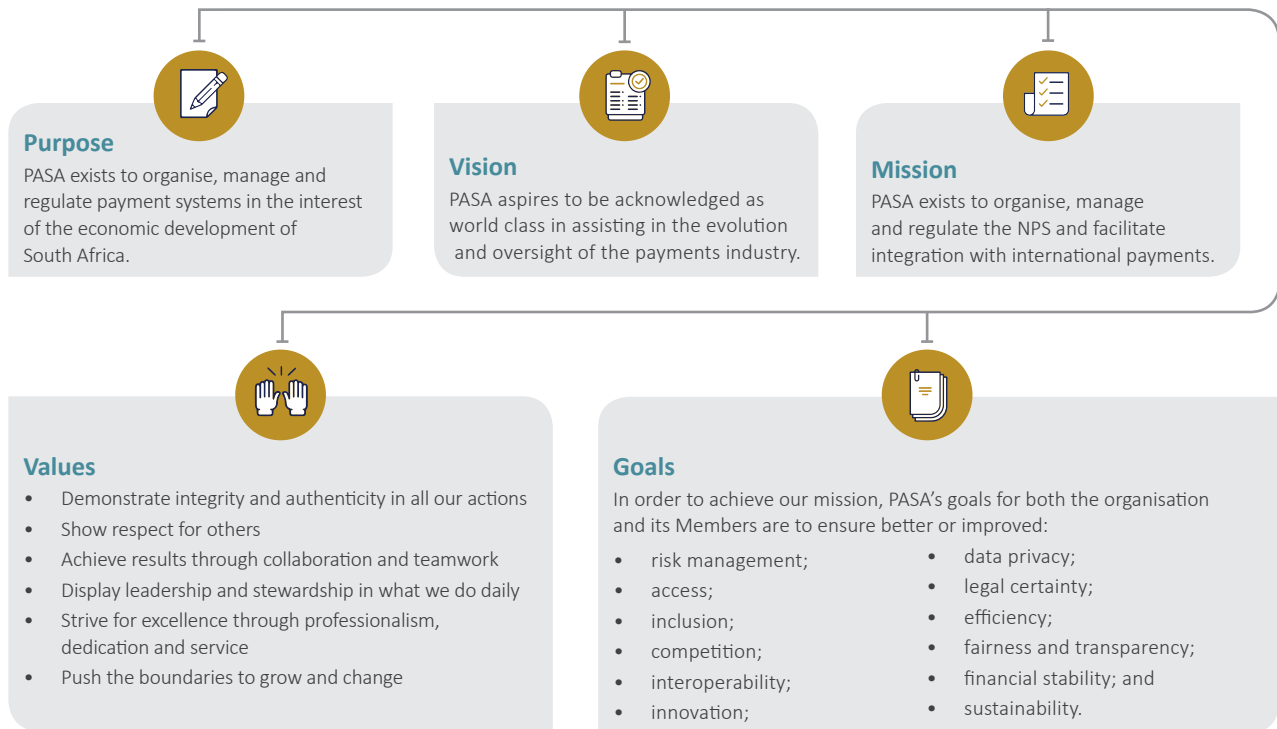 Purpose
PASA exists to organise, manage and
regulate payment systems in the interest
of the economic development of
South Africa.
Vision
PASA aspires to be acknowledged as
world class in assisting in the evolution
and oversight of the payments industry.
Mission
PASA exists to organise, manage
and regulate the NPS and facilitate
integration with international payments.
Values
• Demonstrate integrity and authenticity in all our actions
• Show respect for others
• Achieve results through collaboration and teamwork
• Display leadership and stewardship in what we do daily
• Strive for excellence through professionalism,
dedication and service
• Push the boundaries to grow and change
Goals
In order to achieve our mission, PASA’s goals for both the organisation
and its Members are to ensure better or improved:
• risk management;
• access;
• inclusion;
• competition;
• interoperability;
• innovation;
• data privacy;
• legal certainty;
• efficiency;
• fairness and transparency;
• financial stability; and
• sustainability.